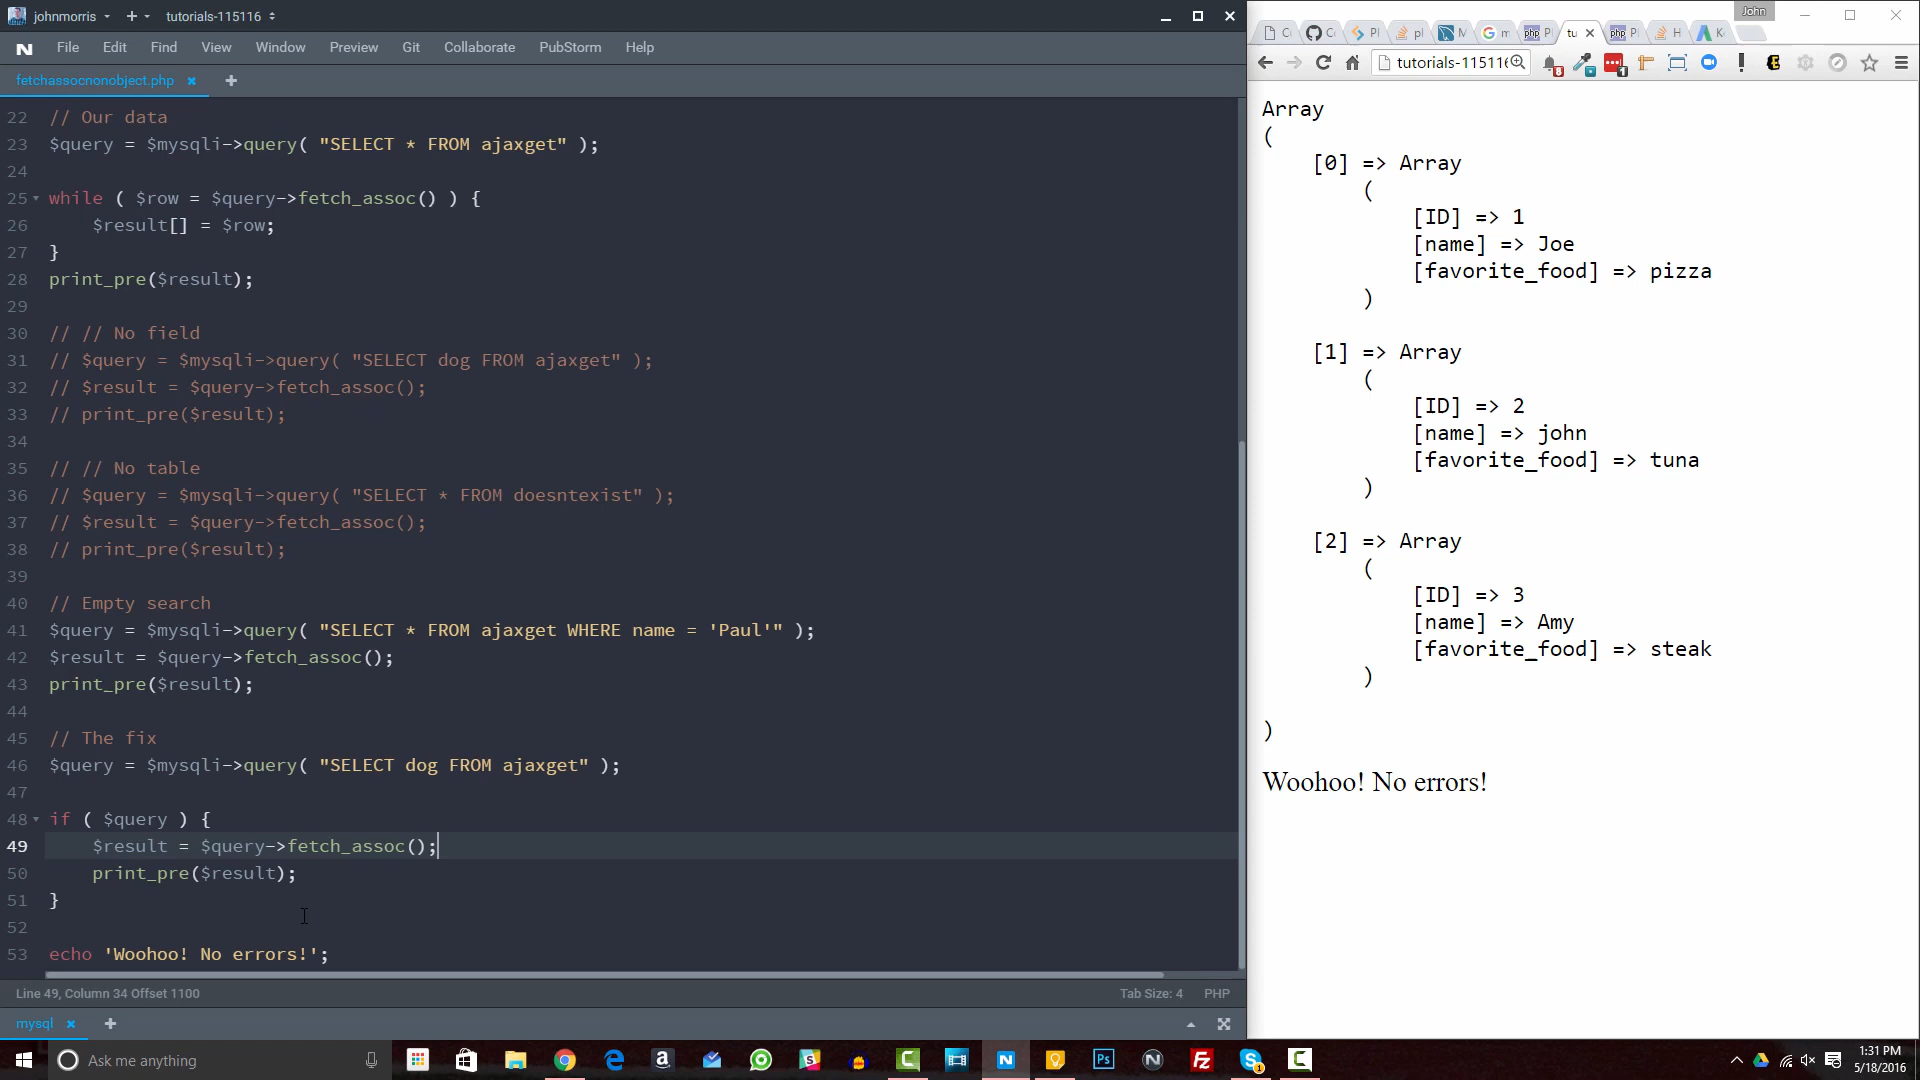 johnmorris
tutorials-115116
File Edit Find View Window Preview Git Collaborate PubStorm Help
fetchassocnonobject.php
22 // Our data
23 $query = $mysqli->query( "SELECT * FROM ajaxget" );
24
25 while ( $row = $query->fetch_assoc() ) {
26 $result[] = $row;
27 }
28 print_pre($result);
29
30 // // No field
31 // $query = $mysqli->query( "SELECT dog FROM ajaxget" );
32 // $result = $query->fetch_assoc();
33 // print_pre($result);
34
35 // // No table
36 // $query = $mysqli->query( "SELECT * FROM doesntexist" );
37 // $result = $query->fetch_assoc();
38 // print_pre($result);
39
40 // Empty search
41 $query = $mysqli->query( "SELECT * FROM ajaxget WHERE name = 'Paul'" );
42 $result = $query->fetch_assoc();
43 print_pre($result);
44
45 // The fix
46 $query = $mysqli->query( "SELECT dog FROM ajaxget" );
47
48 if ( $query ) {
49 $result = $query->fetch_assoc();
50 print_pre($result);
51 }
52
53 echo 'Woohoo! No errors!';
Line 49, Column 34 Offset 1100
Tab Size: 4 PHP
mysql
John
tutorials-11511
Array
(
[0] => Array
(
[ID] => 1
[name] => Joe
[favorite_food] => pizza
)
[1] => Array
(
[ID] => 2
[name] => john
[favorite_food] => tuna
)
[2] => Array
(
[ID] => 3
[name] => Amy
[favorite_food] => steak
)
)
Woohoo! No errors!
Ask me anything
1:31 PM
5/18/2016